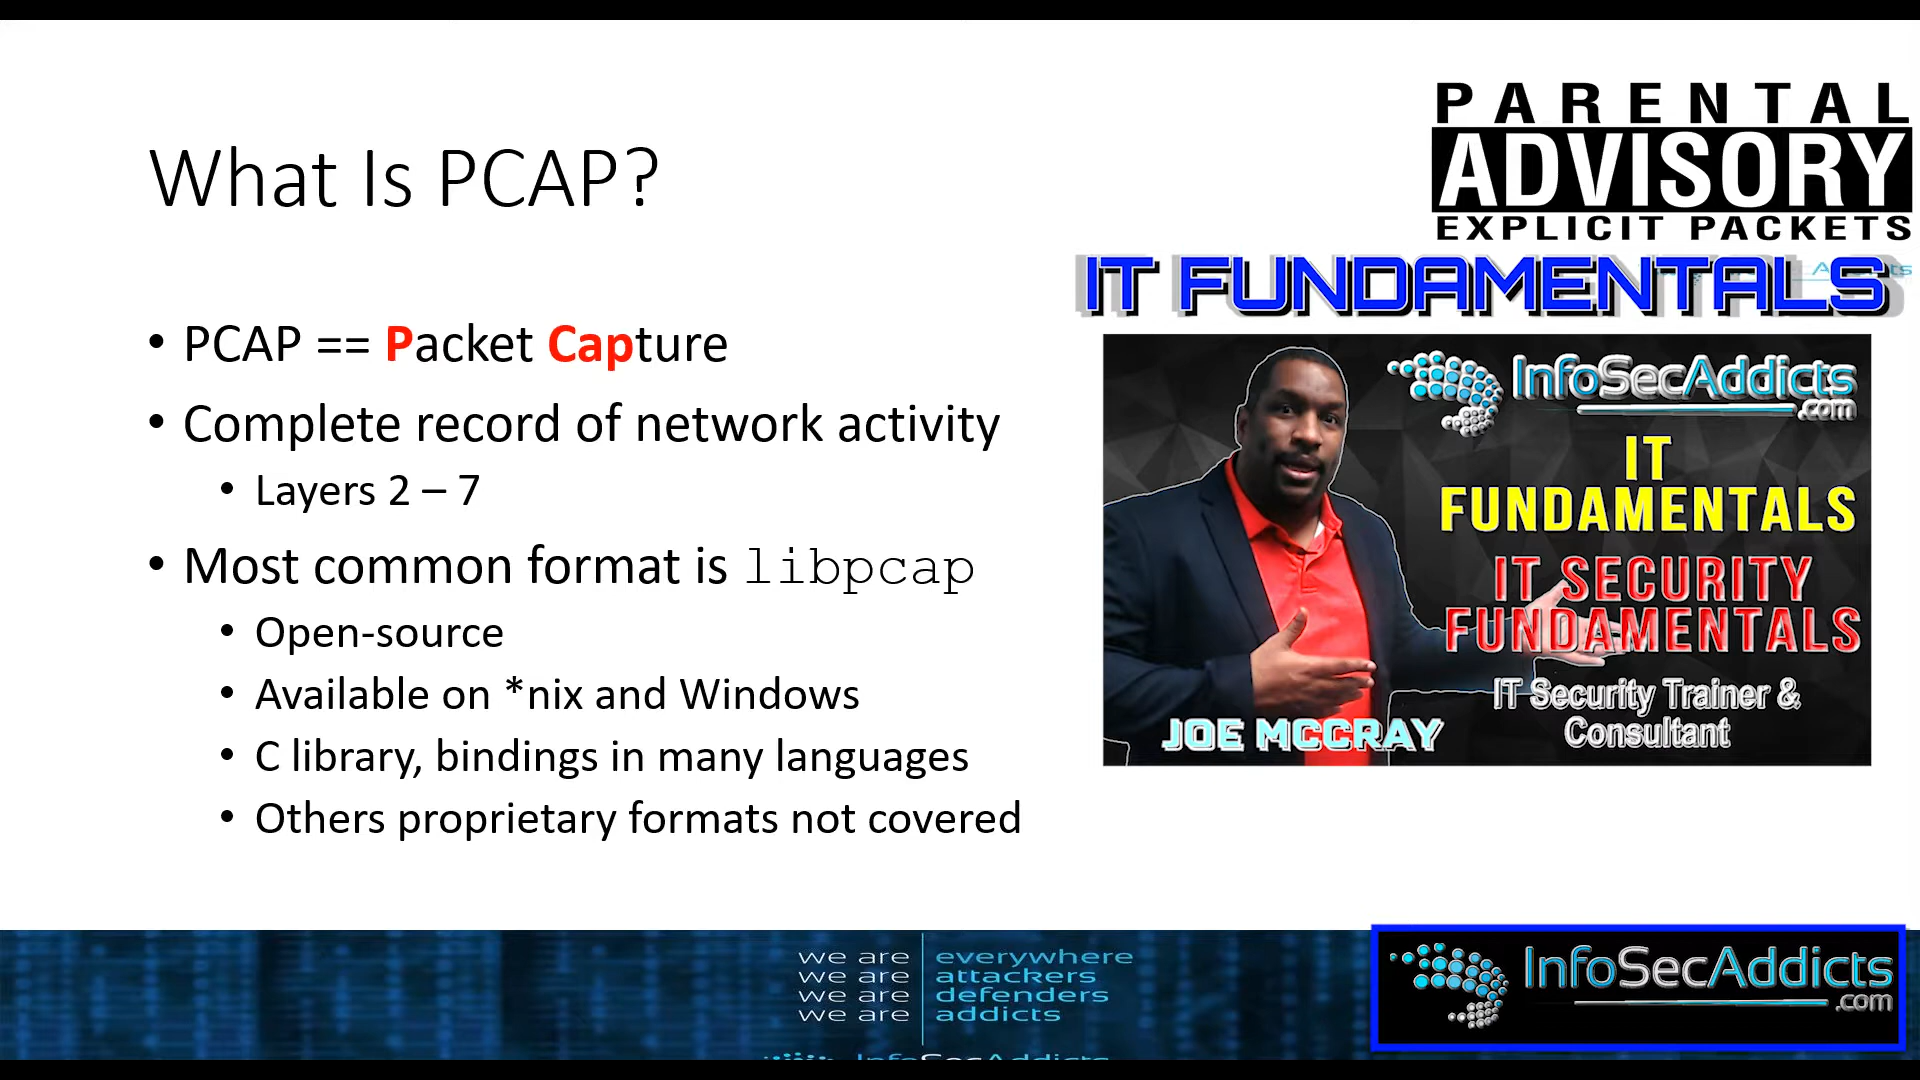 What Is PCAP?
• PCAP == Packet Capture
• Complete record of network activity
• Layers 2 – 7
• Most common format is libpcap
• Open-source
• Available on *nix and Windows
• C library, bindings in many languages
• Others proprietary formats not covered
PARENTAL
ADVISORY
EXPLICIT PACKETS
IT FUNDAMENTALS
InfoSecAddicts
.com
IT
FUNDAMENTALS
IT SECURITY
FUNDAMENTALS
IT Security Trainer &
Consultant
JOE MCCRAY
we are everywhere
we are attackers
we are defenders
we are addicts
InfoSecAddicts
InfoSecAddicts
.com